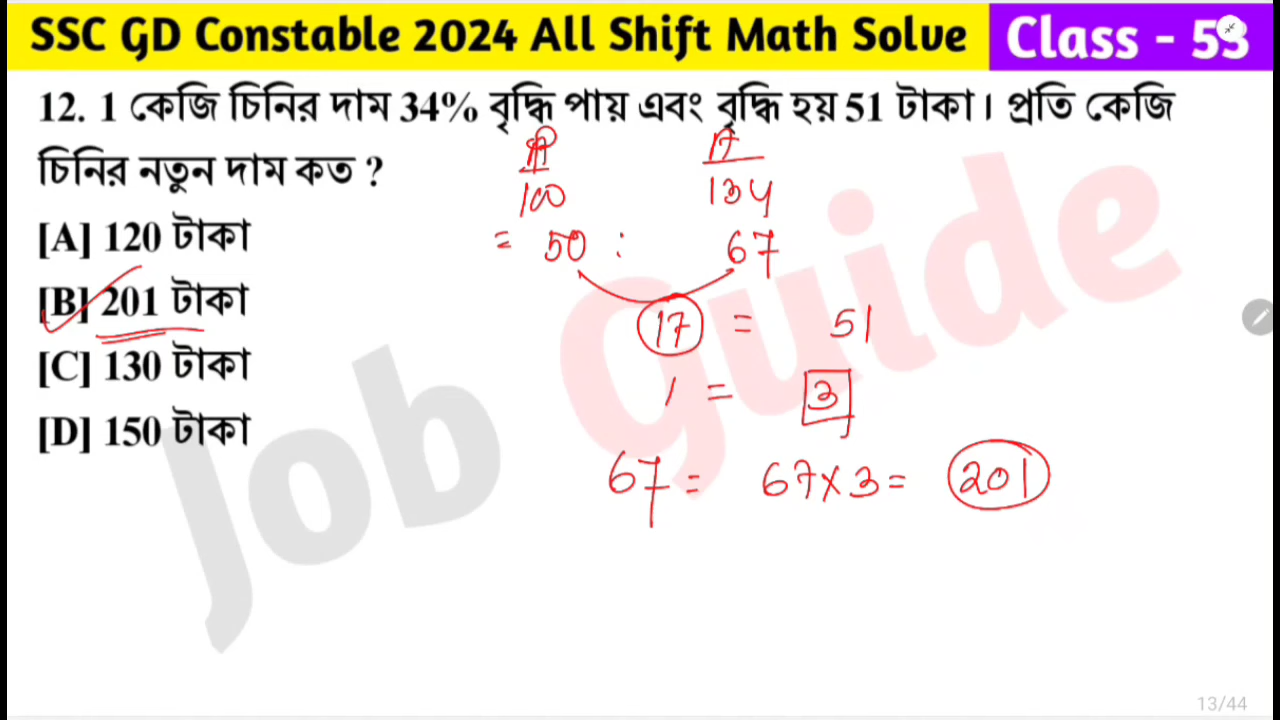 SSC GD Constable 2024 All Shift Math Solve
Class - 53
12. 1 কেজি চিনির দাম 34% বৃদ্ধি পায় এবং বৃদ্ধি হয় 51 টাকা। প্রতি কেজি
চিনির নতুন দাম কত ?
[A] 120 টাকা
[B] 201 টাকা
[C] 130 টাকা
[D] 150 টাকা
100 134
= 50 : 67
17 = 51
1 = 3
67 = 67 × 3 = 201
Job Guide
13/44